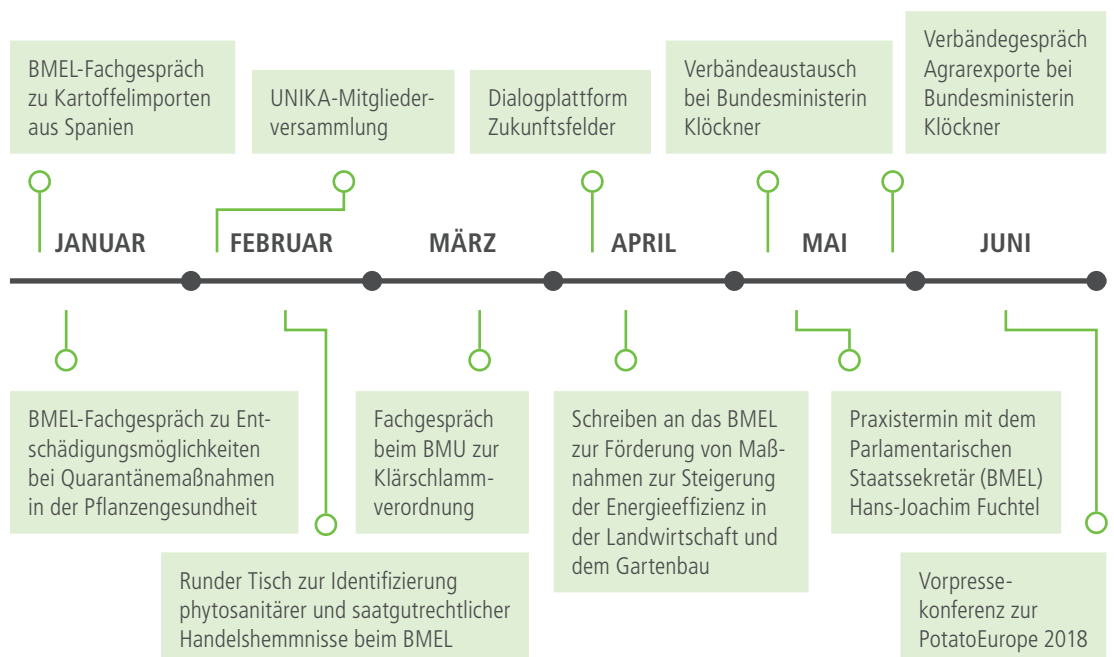 BMEL-Fachgespräch
zu Kartoffelimporten
aus Spanien
UNIKA-Mitglieder-
versammlung
Dialogplattform
Zukunftsfelder
Verbändeaustausch
bei Bundesministerin
Klöckner
Verbändegespräch
Agrarexporte bei
Bundesministerin
Klöckner
JANUAR
FEBRUAR
MÄRZ
APRIL
MAI
JUNI
BMEL-Fachgespräch zu Ent-
schädigungsmöglichkeiten
bei Quarantänemaßnahmen
in der Pflanzengesundheit
Runder Tisch zur Identifizierung
phytosanitärer und saatgutrechtlicher
Handelshemmnisse beim BMEL
Fachgespräch
beim BMU zur
Klärschlamm-
verordnung
Schreiben an das BMEL
zur Förderung von Maß-
nahmen zur Steigerung
der Energieeffizienz in
der Landwirtschaft und
dem Gartenbau
Praxistermin mit dem
Parlamentarischen
Staatssekretär (BMEL)
Hans-Joachim Fuchtel
Vorpresse-
konferenz zur
PotatoEurope 2018